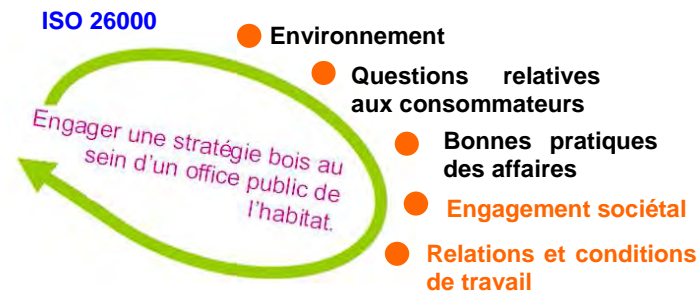 ISO 26000
Environnement
Questions relatives
aux consommateurs
Engager une stratégie bois au
sein d'un office public de
l'habitat.
Bonnes pratiques
des affaires
Engagement sociétal
Relations et conditions
de travail